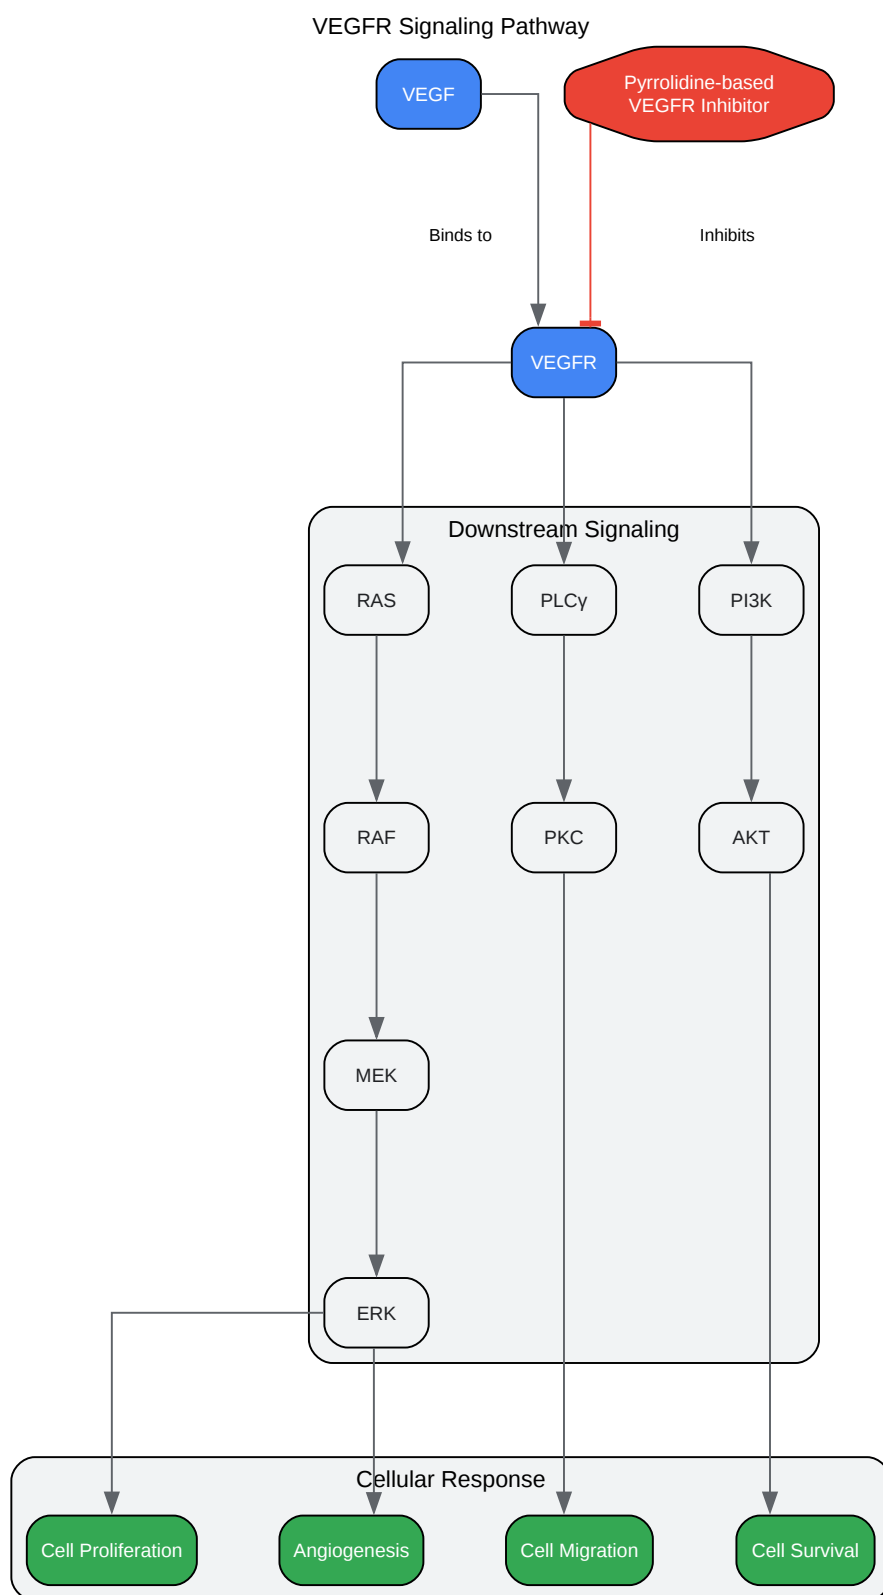 VEGFR Signaling Pathway
VEGF
Pyrrolidine-based
VEGFR Inhibitor
Binds to
Inhibits
VEGFR
Downstream Signaling
RAS
PLCγ
PI3K
RAF
PKC
AKT
MEK
ERK
Cellular Response
Cell Proliferation
Angiogenesis
Cell Migration
Cell Survival